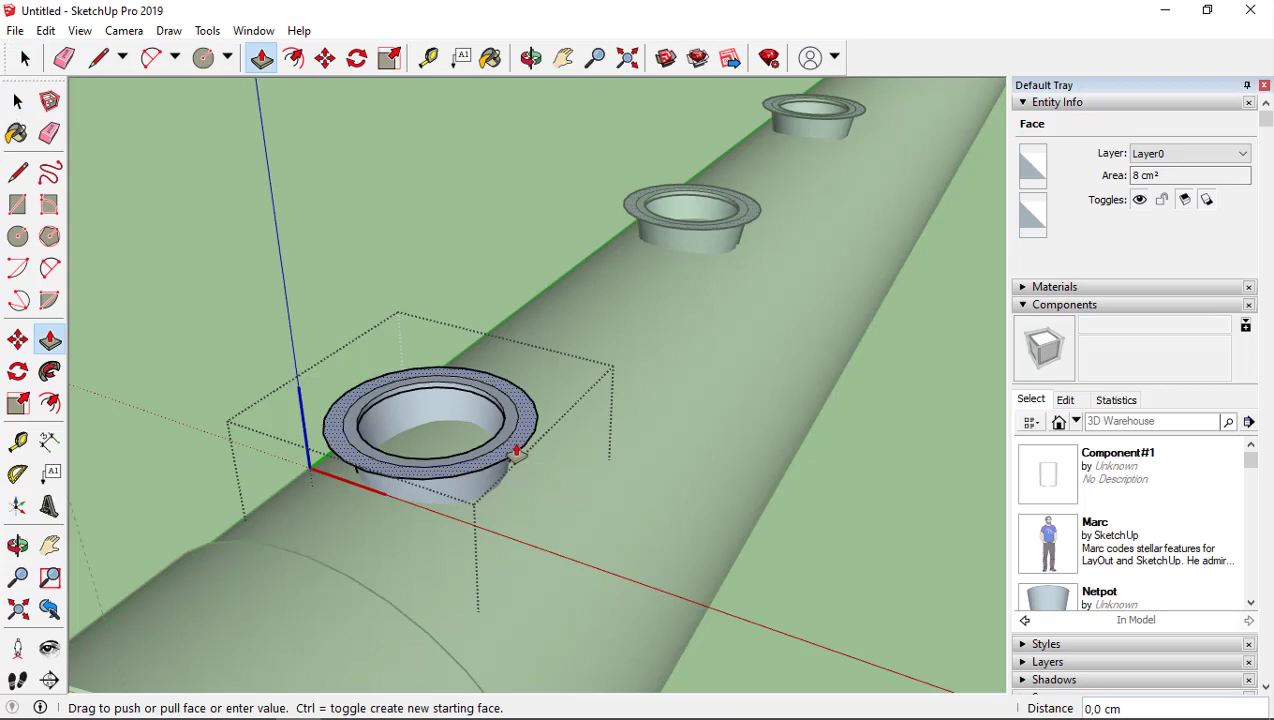 Untitled - SketchUp Pro 2019
File Edit View Camera Draw Tools Window Help
A1
Default Tray
Entity Info
Face
Layer: Layer0
Area: 8 cm²
Toggles:
Materials
Components
Select Edit Statistics
3D Warehouse
Component#1
by Unknown
No Description
Marc
by SketchUp
Marc codes stellar features for
LayOut and SketchUp. He admir...
Netpot
by Unknown
In Model
Styles
Layers
Shadows
A1
Drag to push or pull face or enter value. Ctrl = toggle create new starting face.
Distance 0,0 cm